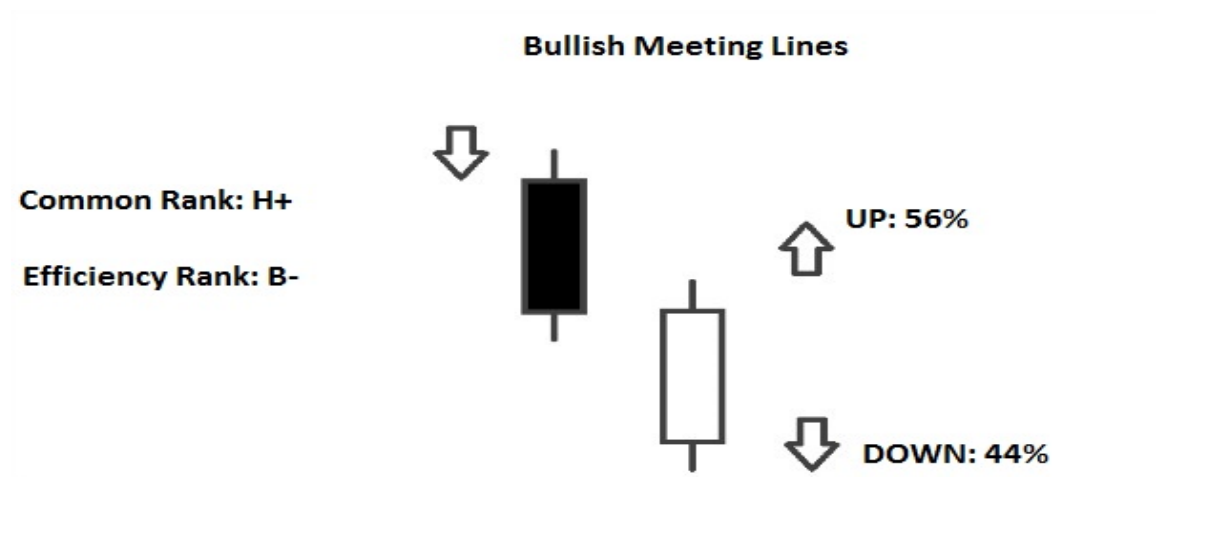 Bullish Meeting Lines
Common Rank: H+
UP: 56%
Efficiency Rank: B-
DOWN: 44%